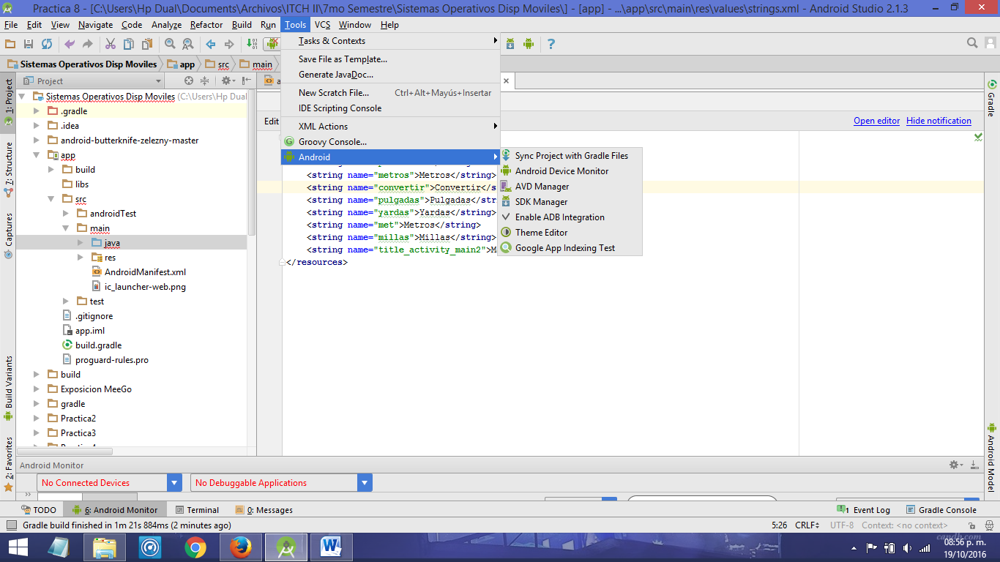 Practica 8 - [C:\Users\Hp Dual\Documents\Archivos\ITCH II\7mo Semestre\Sistemas Operativos Disp Moviles\] - [app] - ...\app\src\main\res\values\strings.xml - Android Studio 2.1.3
File Edit View Navigate Code Analyze Refactor Build Run Tools VCS Window Help
Tasks & Contexts
Save File as Template...
Generate JavaDoc...
New Scratch File... Ctrl+Alt+Mayús+Insertar
IDE Scripting Console
XML Actions
Groovy Console...
Android
Sync Project with Gradle Files
Android Device Monitor
AVD Manager
SDK Manager
Enable ADB Integration
Theme Editor
Google App Indexing Test
Sistemas Operativos Disp Moviles app src main
Project
Sistemas Operativos Disp Moviles (C:\Users\Hp Dual
.gradle
.idea
android-butterknife-zelezny-master
app
build
libs
src
androidTest
main
java
res
AndroidManifest.xml
ic_launcher-web.png
test
.gitignore
app.iml
build.gradle
proguard-rules.pro
build
Exposicion MeeGo
gradle
Practica2
Practica3
1: Project
7: Structure
Captures
Build Variants
2: Favorites
Edit
Open editor Hide notification
<string name="metros">Metros</string>
<string name="convertir">Convertir</s
<string name="pulgadas">Pulgadas</str
<string name="yardas">Yardas</string>
<string name="met">Metros</string>
<string name="millas">Millas</string>
<string name="title_activity_main2">M
</resources>
Gradle
Android Model
Android Monitor
No Connected Devices No Debuggable Applications
TODO 6: Android Monitor Terminal 0: Messages 1 Event Log Gradle Console
Gradle build finished in 1m 21s 884ms (2 minutes ago) 5:26 CRLF UTF-8 Context: <no context>
candh.com
08:56 p. m.
19/10/2016